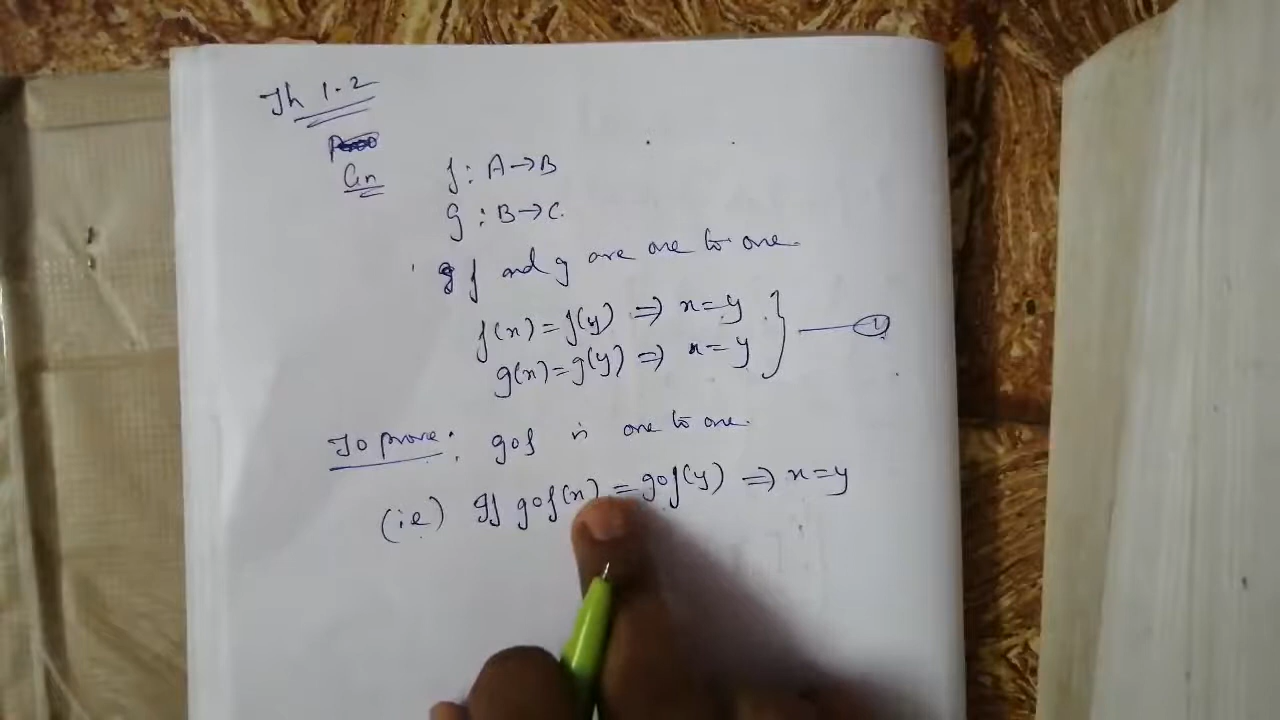 Th 1.2
Gn
f : A → B
g : B → C.
f and g are one to one.
f(x) = f(y) ⇒ x = y
g(x) = g(y) ⇒ x = y } — ①
To prove : gof is one to one.
(ie) If gof(x) = gof(y) ⇒ x = y